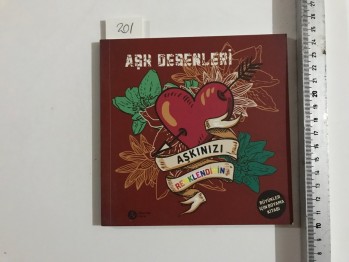 201
AŞK DESENLERİ
AŞKINIZI
RENKLENDİRİN!
BÜYÜKLER
İÇİN BOYAMA
KİTABI